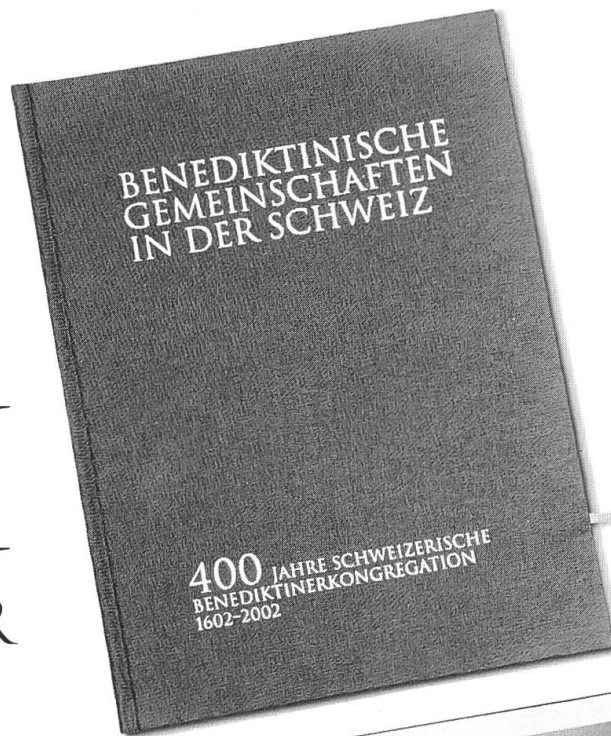 BENEDIKTINISCHE
GEMEINSCHAFTEN
IN DER SCHWEIZ
400 JAHRE SCHWEIZERISCHE
BENEDIKTINERKONGREGATION
1602–2002
R